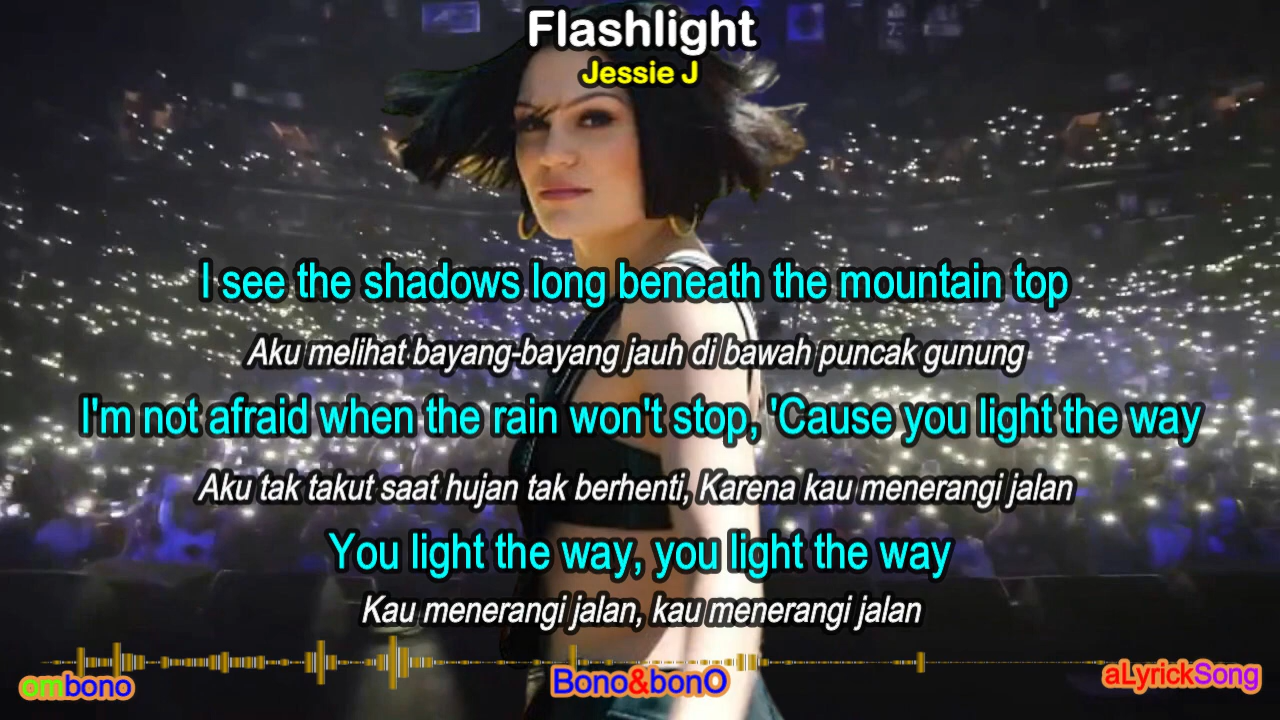 Flashlight
Jessie J
I see the shadows long beneath the mountain top
Aku melihat bayang-bayang jauh di bawah puncak gunung
I'm not afraid when the rain won't stop, 'Cause you light the way
Aku tak takut saat hujan tak berhenti, Karena kau menerangi jalan
You light the way, you light the way
Kau menerangi jalan, kau menerangi jalan
ombono
Bono&bonO
aLyrickSong